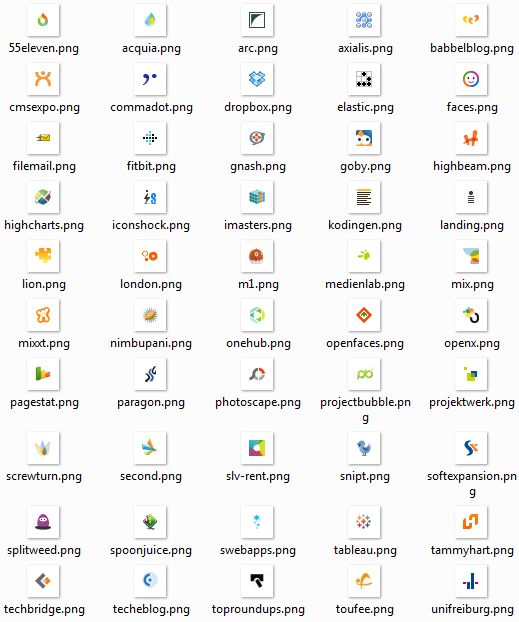 55eleven.png acquia.png arc.png axialis.png babbelblog.png
cmsexpo.png commadot.png dropbox.png elastic.png faces.png
filemail.png fitbit.png gnash.png goby.png highbeam.png
highcharts.png iconshock.png imasters.png kodingen.png landing.png
lion.png london.png m1.png medienlab.png mix.png
mixxt.png nimbupani.png onehub.png openfaces.png openx.png
pagestat.png paragon.png photoscape.png projectbubble.pn projektwerk.png
g
screwturn.png second.png slv-rent.png snipt.png softexpansion.pn
g
splitweed.png spoonjuice.png swebapps.png tableau.png tammyhart.png
techbridge.png techeblog.png toproundups.png toufee.png unifreiburg.png